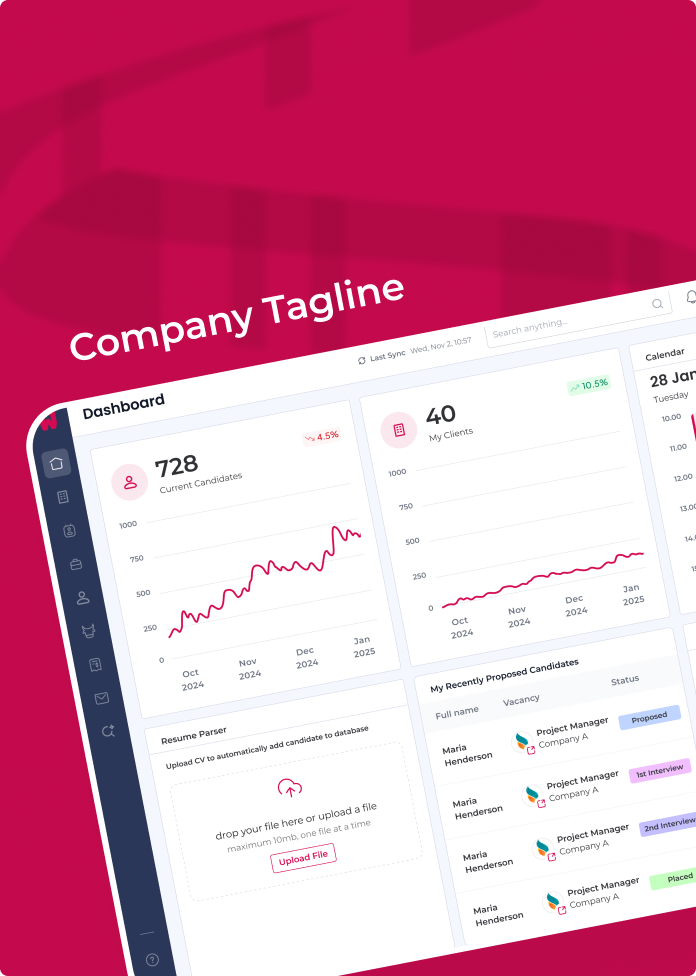 Company Tagline
Dashboard
Last Sync Wed, Nov 2, 10:57
Search anything...
728
Current Candidates
4.5%
1000
750
500
250
0
Oct
2024
Nov
2024
Dec
2024
Jan
2025
40
My Clients
10.5%
1000
750
500
250
0
Oct
2024
Nov
2024
Dec
2024
Jan
2025
Calendar
28 Jan
Tuesday
10.00
11.00
12.00
13.00
Resume Parser
Upload CV to automatically add candidate to database
drop your file here or upload a file
maximum 10mb, one file at a time
Upload File
My Recently Proposed Candidates
Full name Vacancy Status
Maria
Henderson
Project Manager
Company A
Proposed
Maria
Henderson
Project Manager
Company A
1st Interview
Maria
Henderson
Project Manager
Company A
2nd Interview
Maria
Henderson
Project Manager
Company A
Placed